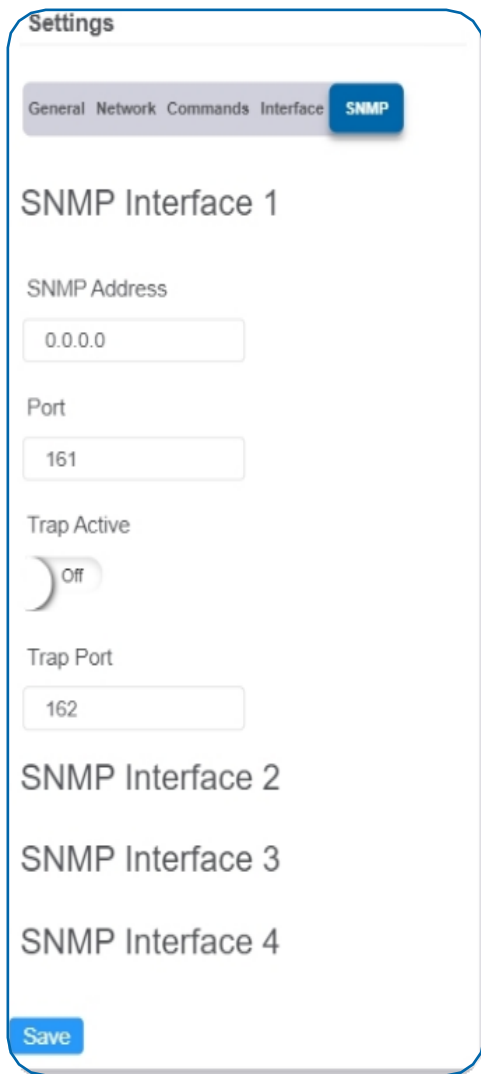 Settings
General Network Commands Interface SNMP
SNMP Interface 1
SNMP Address
0.0.0.0
Port
161
Trap Active
Off
Trap Port
162
SNMP Interface 2
SNMP Interface 3
SNMP Interface 4
Save